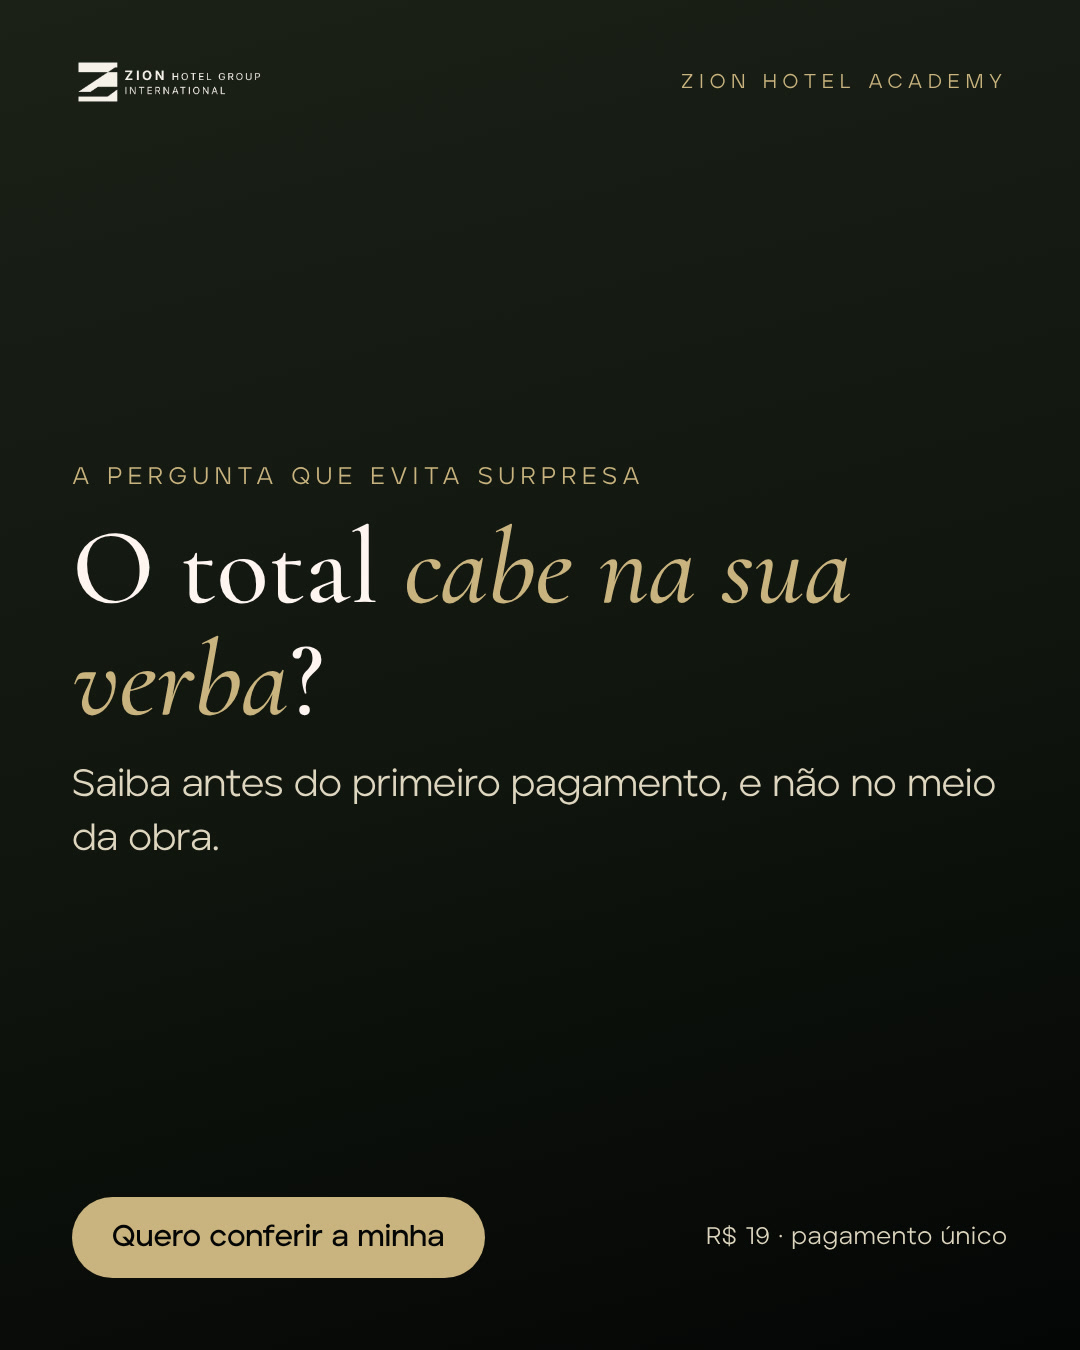 ZION HOTEL GROUP
INTERNATIONAL
ZION HOTEL ACADEMY
A PERGUNTA QUE EVITA SURPRESA
O total cabe na sua
verba?
Saiba antes do primeiro pagamento, e não no meio
da obra.
Quero conferir a minha
R$ 19 · pagamento único